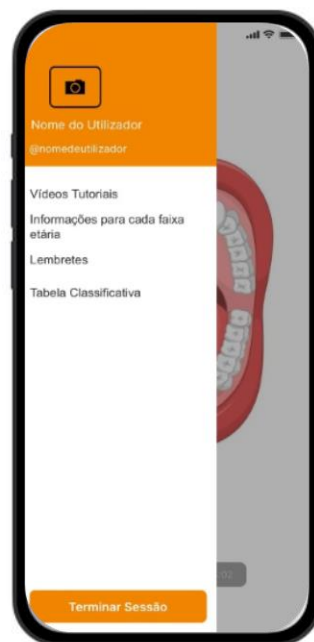 Nome do Utilizador
@nomedeutilizador
Vídeos Tutoriais
Informações para cada faixa
etária
Lembretes
Tabela Classificativa
Terminar Sessão